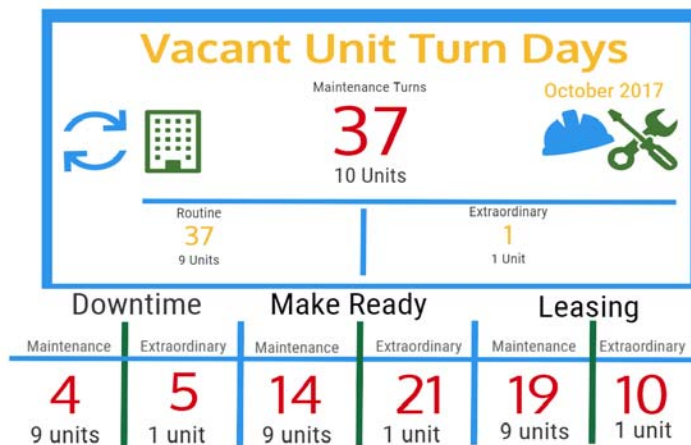 Vacant Unit Turn Days
Maintenance Turns
October 2017
37
10 Units
Routine
Extraordinary
37
1
9 Units
1 Unit
Downtime
Make Ready
Leasing
Maintenance
Extraordinary
Maintenance
Extraordinary
Maintenance
Extraordinary
4
5
14
21
19
10
9 units
1 unit
9 units
1 unit
9 units
1 unit